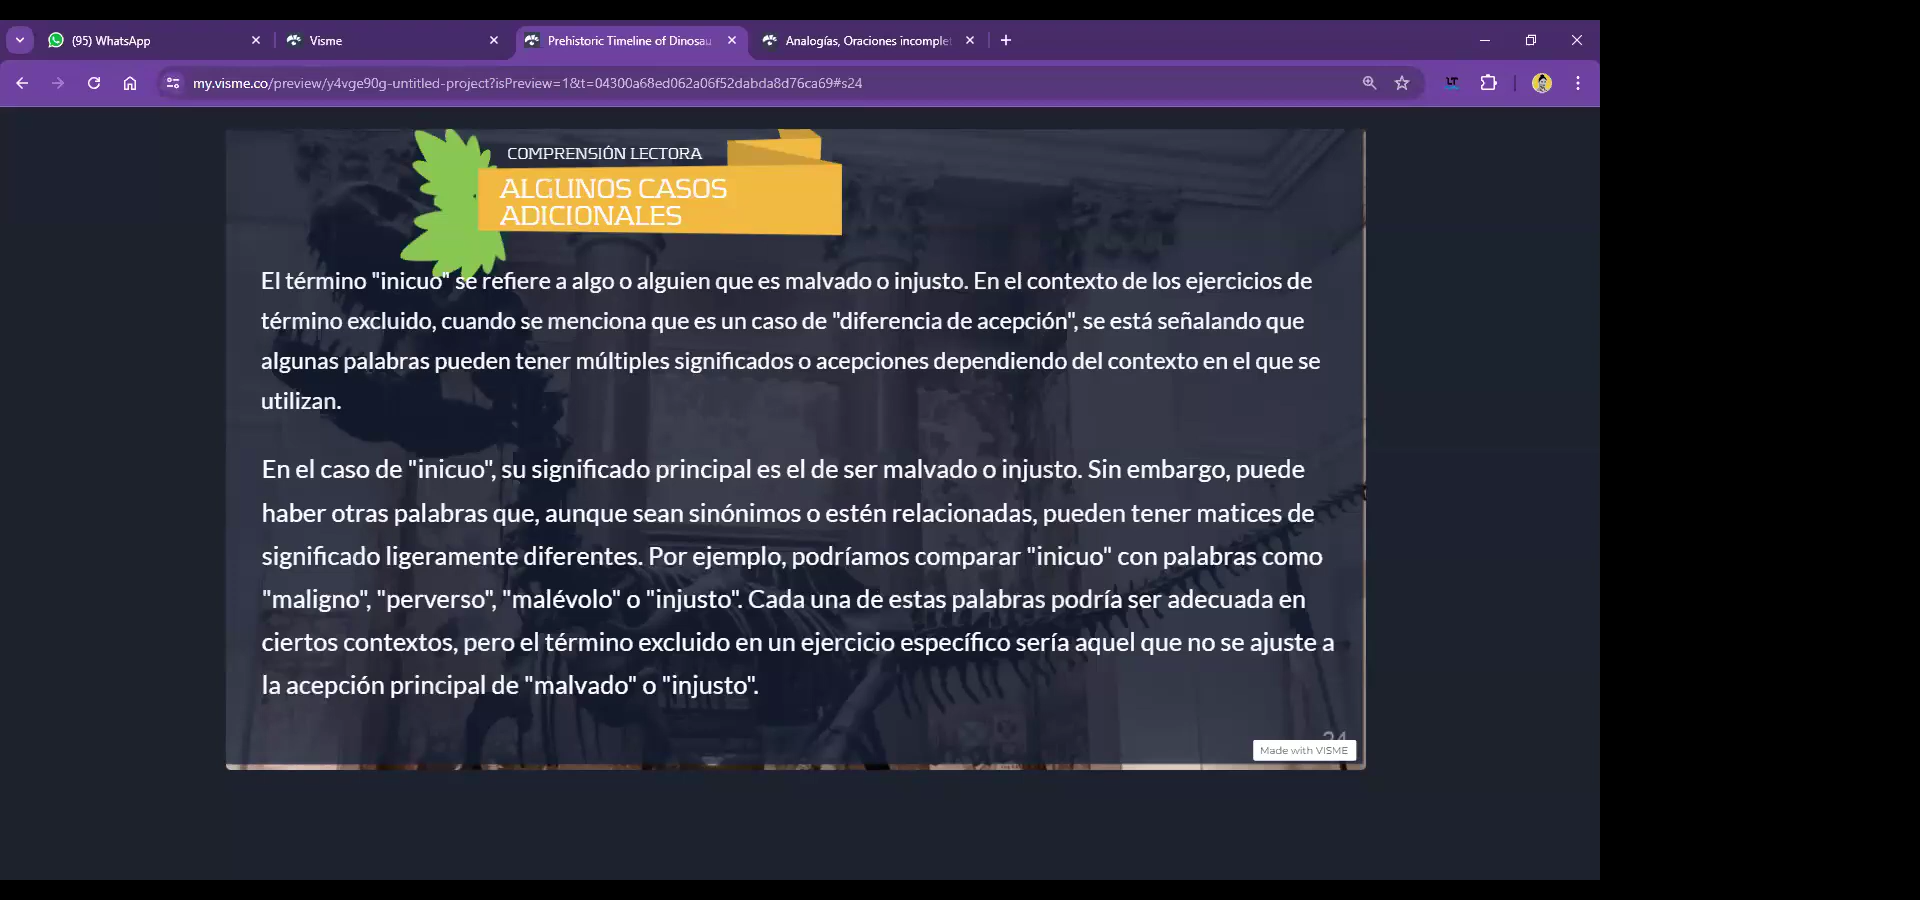 (95) WhatsApp
Visme
Prehistoric Timeline of Dinosau
Analogías, Oraciones incomplet
my.visme.co/preview/y4vge90g-untitled-project?isPreview=1&t=04300a68ed062a06f52dabda8d76ca69#s24
LT
COMPRENSIÓN LECTORA
ALGUNOS CASOS
ADICIONALES
El término "inicuo" se refiere a algo o alguien que es malvado o injusto. En el contexto de los ejercicios de
término excluido, cuando se menciona que es un caso de "diferencia de acepción", se está señalando que
algunas palabras pueden tener múltiples significados o acepciones dependiendo del contexto en el que se
utilizan.
En el caso de "inicuo", su significado principal es el de ser malvado o injusto. Sin embargo, puede
haber otras palabras que, aunque sean sinónimos o estén relacionadas, pueden tener matices de
significado ligeramente diferentes. Por ejemplo, podríamos comparar "inicuo" con palabras como
"maligno", "perverso", "malévolo" o "injusto". Cada una de estas palabras podría ser adecuada en
ciertos contextos, pero el término excluido en un ejercicio específico sería aquel que no se ajuste a
la acepción principal de "malvado" o "injusto".
24
Made with VISME